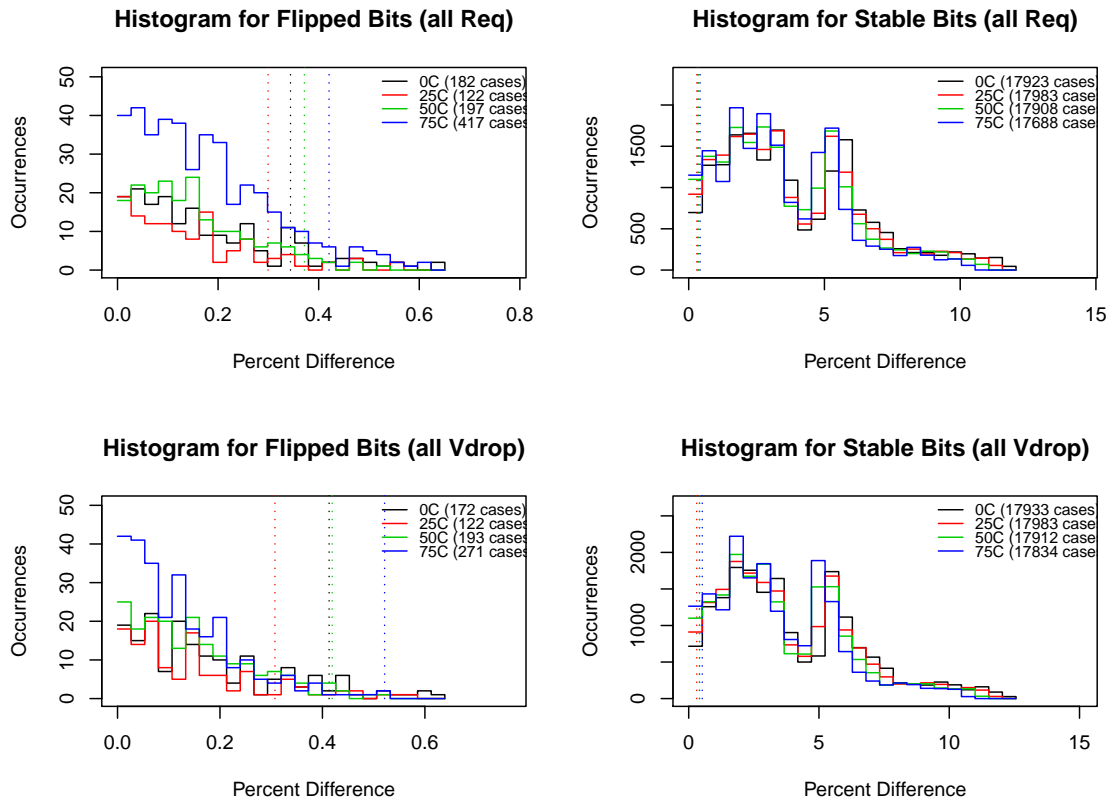 Histogram for Flipped Bits (all Req)
50
40
30
20
10
0
Occurrences
0C (182 cases)
25C (122 cases
50C (197 cases
75C (417 cases
0.0 0.2 0.4 0.6 0.8
Percent Difference
Histogram for Stable Bits (all Req)
1500
500
0
Occurrences
0C (17923 cases
25C (17983 cases
50C (17908 cases
75C (17688 case
0 5 10 15
Percent Difference
Histogram for Flipped Bits (all Vdrop)
50
40
30
20
10
0
Occurrences
0C (172 cases)
25C (122 cases
50C (193 cases
75C (271 cases
0.0 0.2 0.4 0.6
Percent Difference
Histogram for Stable Bits (all Vdrop)
2000
1000
0
Occurrences
0C (17933 cases
25C (17983 case
50C (17912 case
75C (17834 case
0 5 10 15
Percent Difference